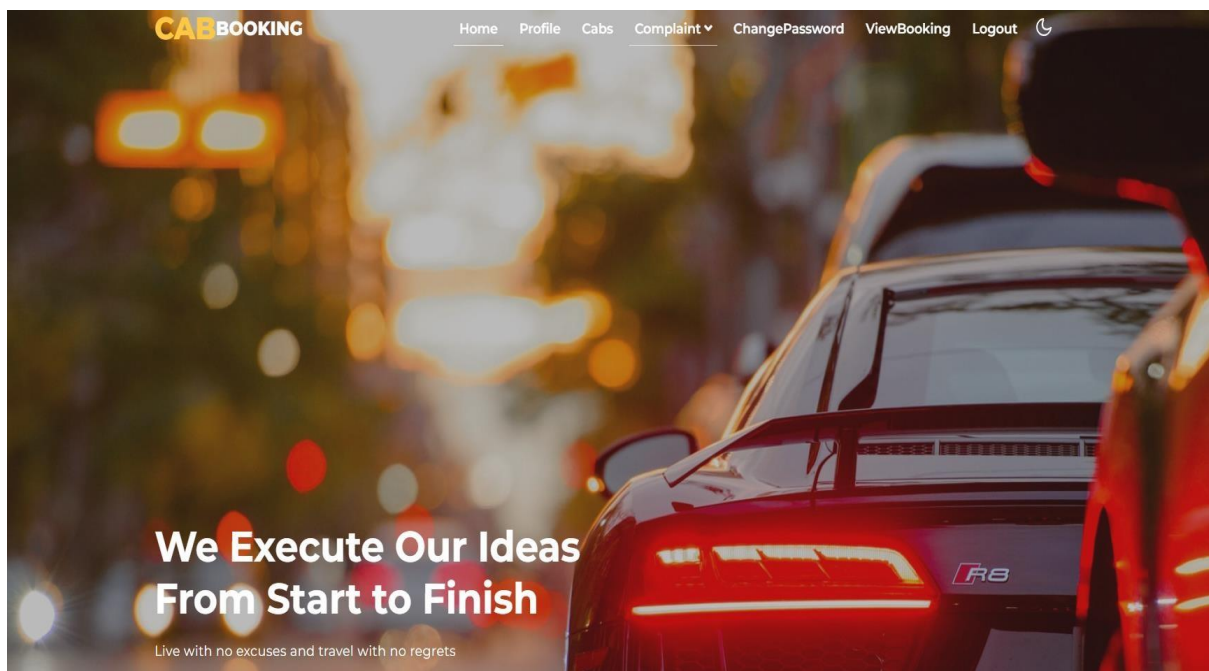 CABBOOKING
Home Profile Cabs Complaint ChangePassword ViewBooking Logout
We Execute Our Ideas
From Start to Finish
Live with no excuses and travel with no regrets
R8